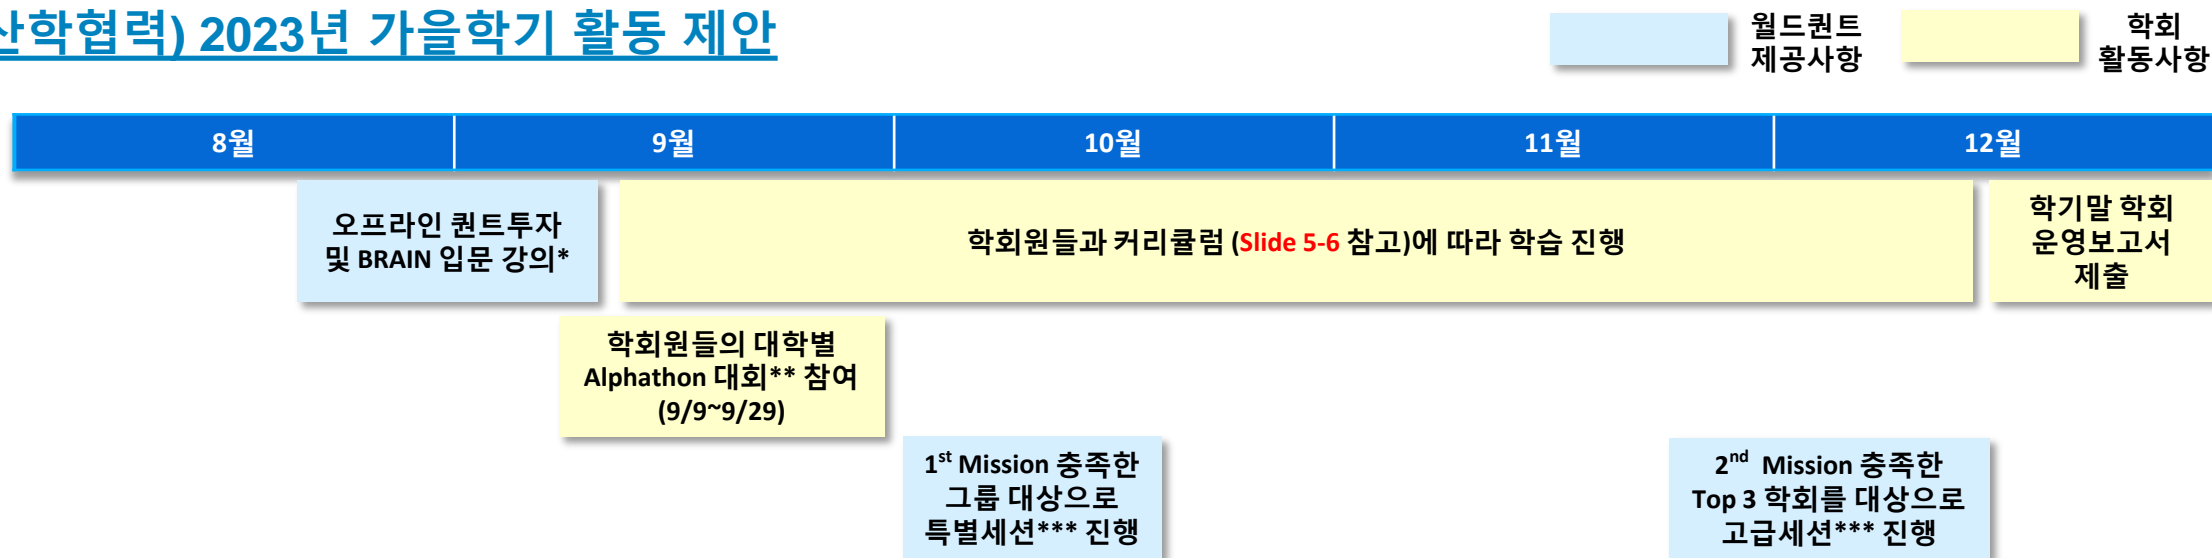 산학협력) 2023년 가을학기 활동 제안
월드퀀트
제공사항
학회
활동사항
8월
9월
10월
11월
12월
오프라인 퀀트투자
및 BRAIN 입문 강의*
학회원들과 커리큘럼 (Slide 5-6 참고)에 따라 학습 진행
학기말 학회
운영보고서
제출
학회원들의 대학별
Alphathon 대회** 참여
(9/9~9/29)
1st Mission 충족한
그룹 대상으로
특별세션*** 진행
2nd Mission 충족한
Top 3 학회를 대상으로
고급세션*** 진행